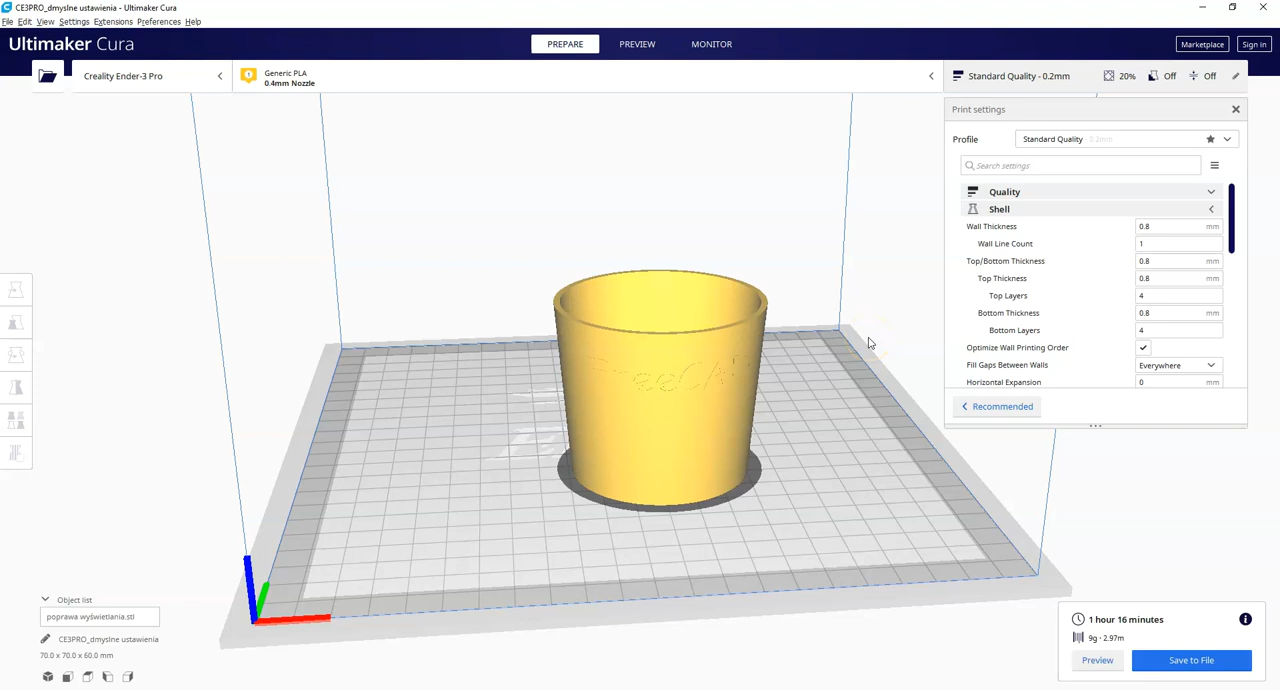 CE3PRO_dmyslne ustawienia - Ultimaker Cura
File Edit View Settings Extensions Preferences Help
Ultimaker Cura
PREPARE PREVIEW MONITOR
Marketplace Sign in
Creality Ender-3 Pro
1
Generic PLA
0.4mm Nozzle
Standard Quality - 0.2mm 20% Off Off
Print settings
Profile Standard Quality - 0.2mm
Search settings
Quality
Shell
Wall Thickness 0.8 mm
Wall Line Count 1
Top/Bottom Thickness 0.8 mm
Top Thickness 0.8 mm
Top Layers 4
Bottom Thickness 0.8 mm
Bottom Layers 4
Optimize Wall Printing Order
Fill Gaps Between Walls Everywhere
Horizontal Expansion 0 mm
Recommended
FreeCA
Object list
poprawa wyświetlania.stl
CE3PRO_dmyslne ustawienia
70.0 x 70.0 x 60.0 mm
1 hour 16 minutes
9g · 2.97m
Preview Save to File